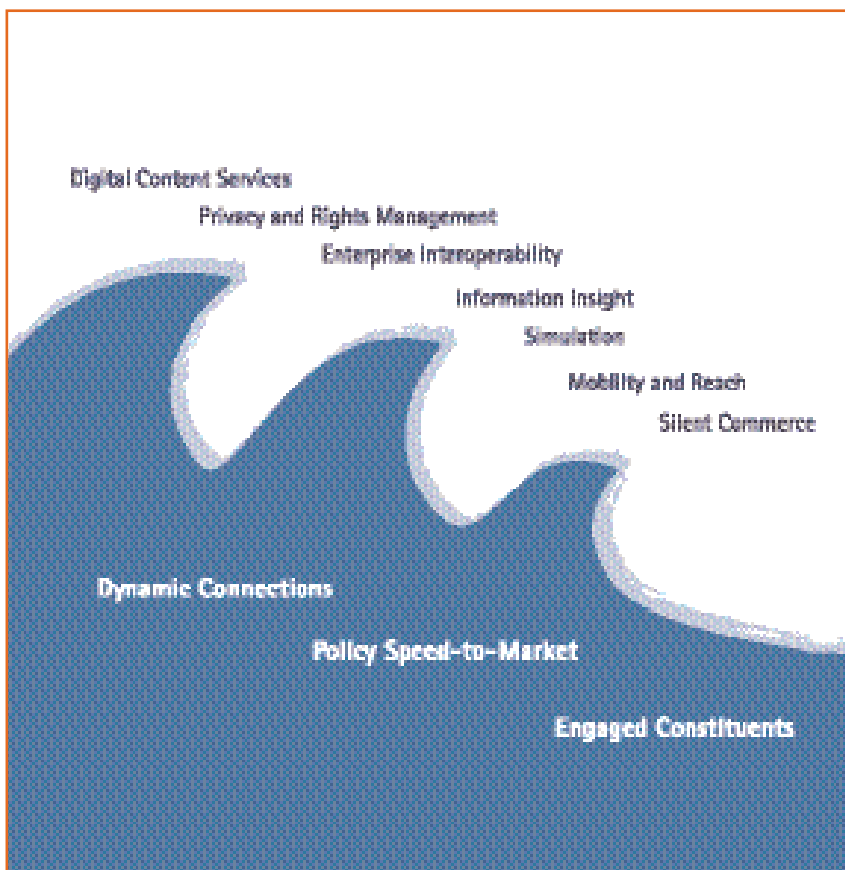 Digital Content Services
Privacy and Rights Management
Enterprise Interoperability
Information Insight
Simulation
Mobility and Reach
Silent Commerce
Dynamic Connections
Policy Speed-to-Market
Engaged Constituents